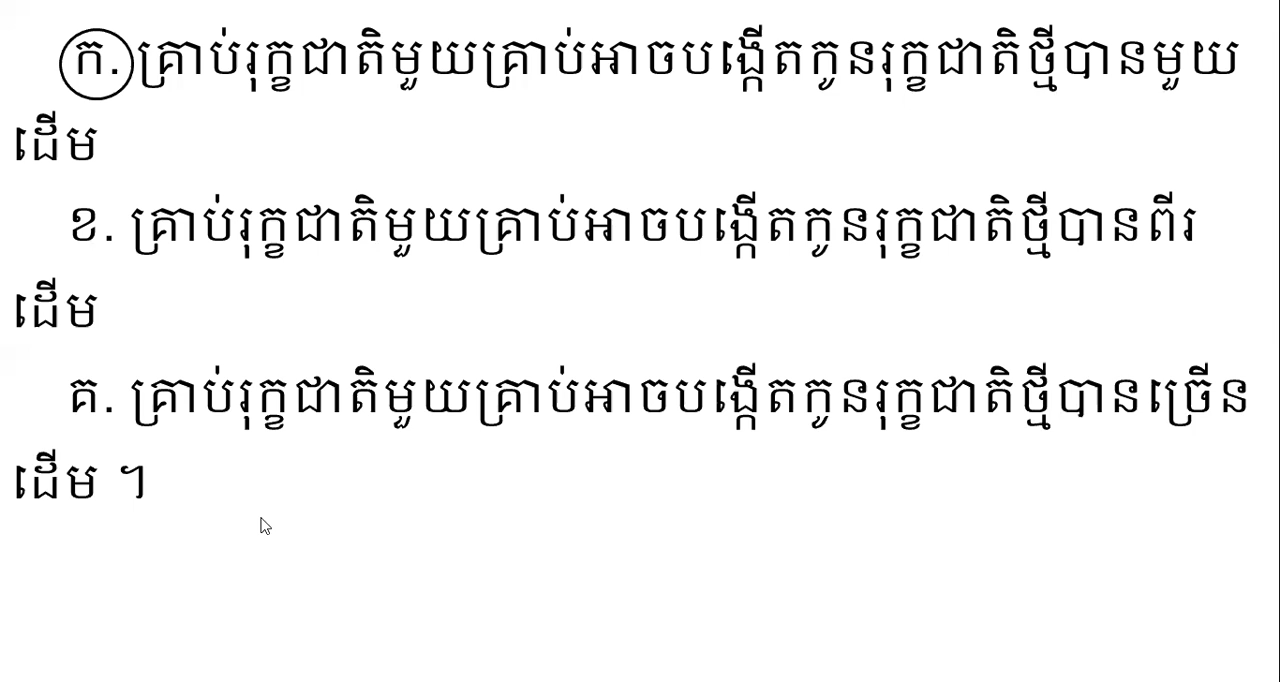 ក. គ្រាប់រុក្ខជាតិមួយគ្រាប់អាចបង្កើតកូនរុក្ខជាតិថ្មីបានមួយ
ដើម
ខ. គ្រាប់រុក្ខជាតិមួយគ្រាប់អាចបង្កើតកូនរុក្ខជាតិថ្មីបានពីរ
ដើម
គ. គ្រាប់រុក្ខជាតិមួយគ្រាប់អាចបង្កើតកូនរុក្ខជាតិថ្មីបានច្រើន
ដើម ។